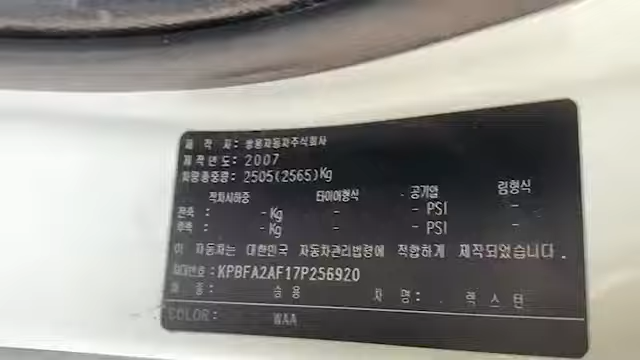 제 작 자: 쌍용자동차주식회사
제작년도: 2007
차량총중량: 2505(2565)Kg
적차시하중 타이어형식 공기압 림형식
전축 : -Kg - - PSI -
후축 : -Kg - - PSI -
이 자동차는 대한민국 자동차관리법령에 적합하게 제작되었습니다.
차대번호: KPBFA2AF17P256920
차 종: 승용 차 명: 렉스턴
COLOR: WAA